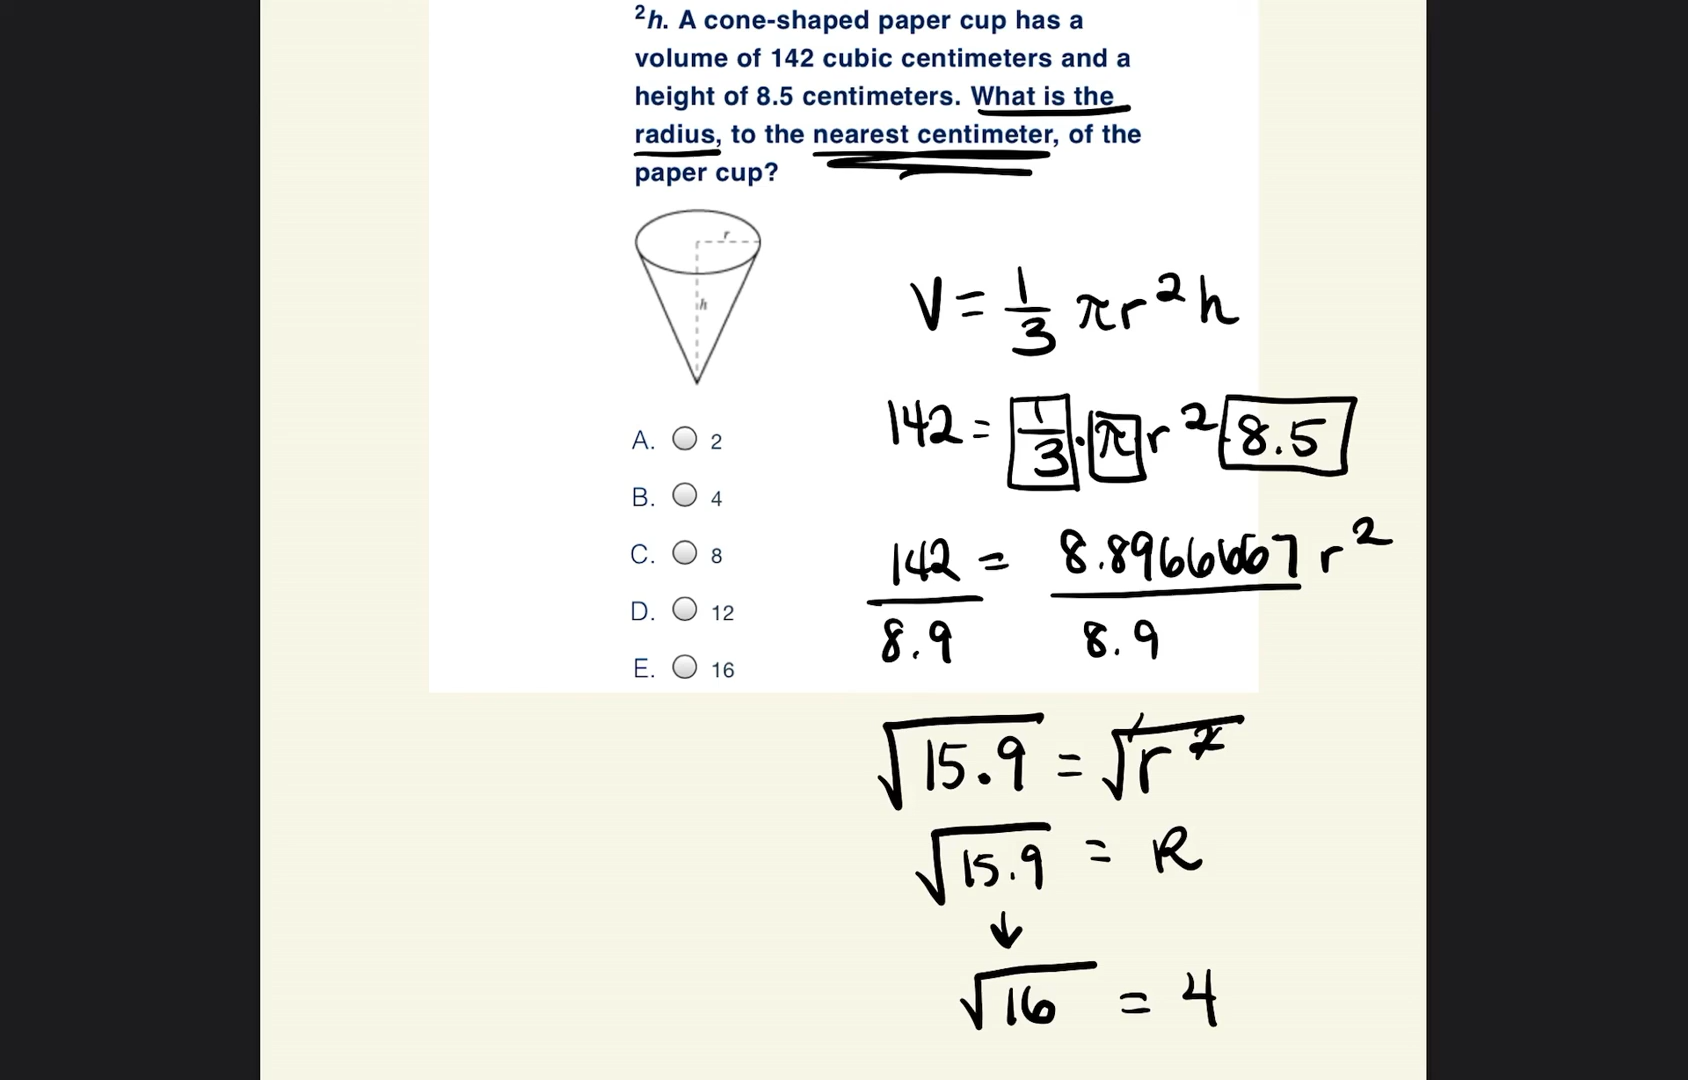 ²h. A cone-shaped paper cup has a
volume of 142 cubic centimeters and a
height of 8.5 centimeters. What is the
radius, to the nearest centimeter, of the
paper cup?
r
h
A. 2
B. 4
C. 8
D. 12
E. 16
V = 1/3 πr²h
142 = 1/3 · π r² 8.5
142/8.9 = 8.8966667 r²/8.9
√15.9 = √r²
√15.9 = R
↓
√16 = 4